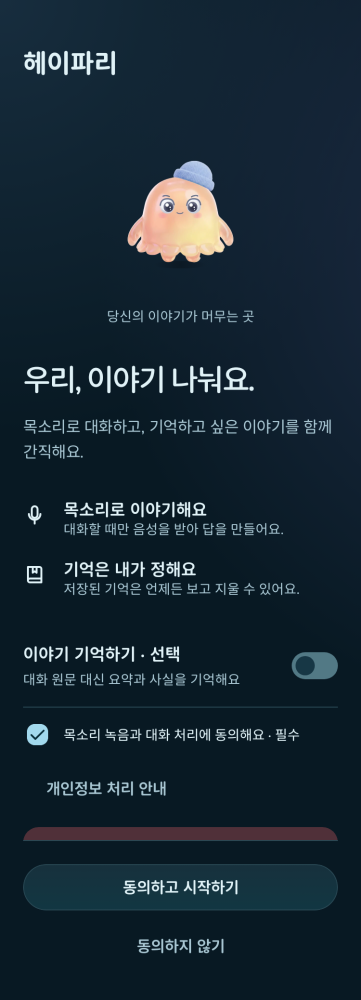 헤이파리
당신의 이야기가 머무는 곳
우리, 이야기 나눠요.
목소리로 대화하고, 기억하고 싶은 이야기를 함께
간직해요.
목소리로 이야기해요
대화할 때만 음성을 받아 답을 만들어요.
기억은 내가 정해요
저장된 기억은 언제든 보고 지울 수 있어요.
이야기 기억하기 · 선택
대화 원문 대신 요약과 사실을 기억해요
목소리 녹음과 대화 처리에 동의해요 · 필수
개인정보 처리 안내
동의하고 시작하기
동의하지 않기